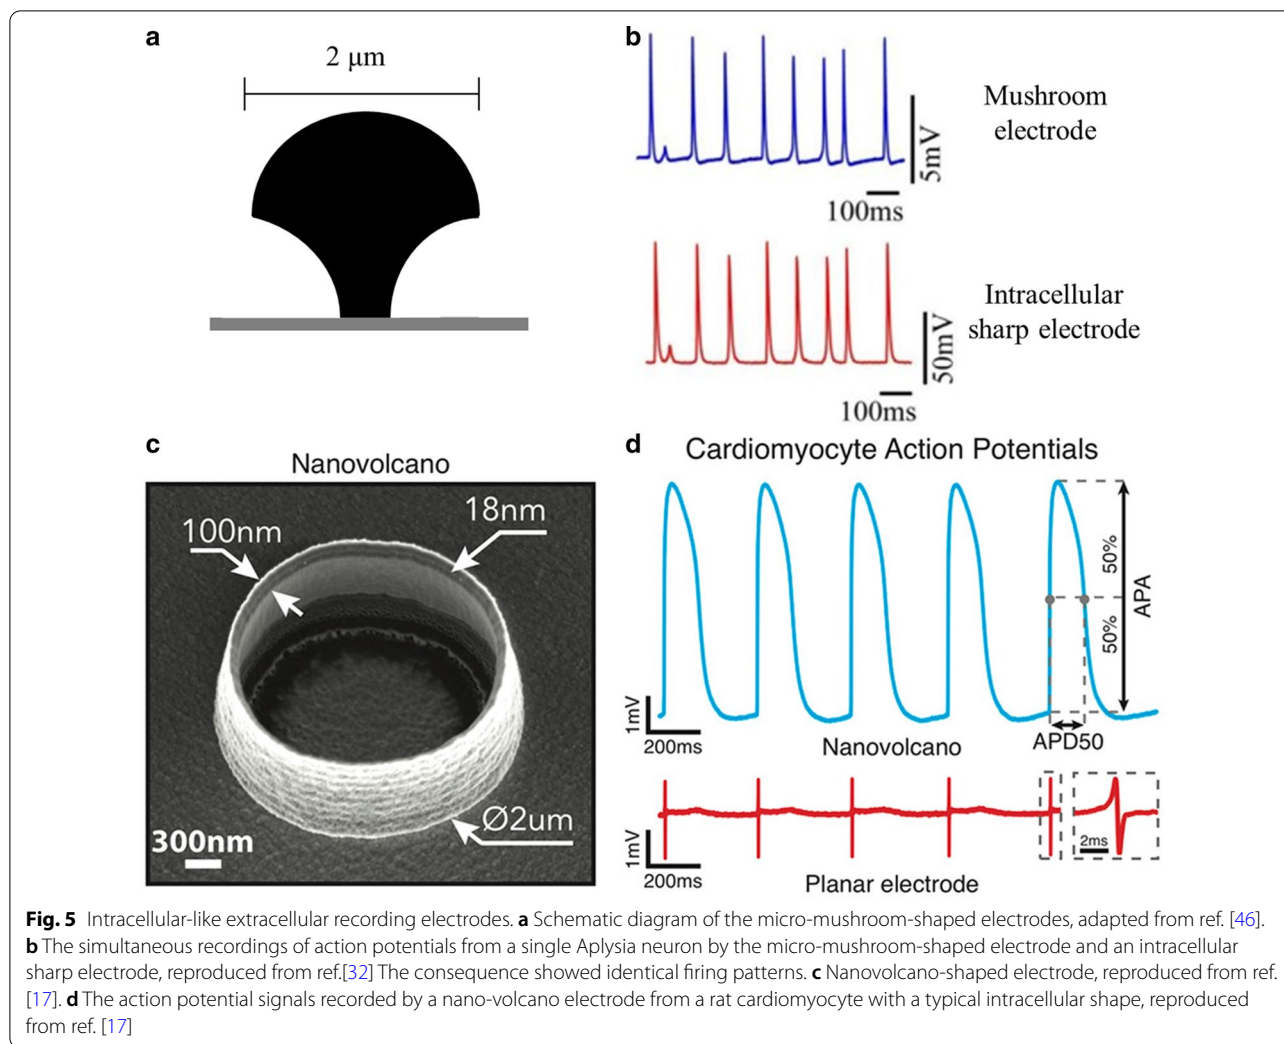 a
2 μm
b
Mushroom
electrode
5mV
100ms
Intracellular
sharp electrode
50mV
100ms
c
Nanovolcano
100nm
18nm
Ø2um
300nm
d
Cardiomyocyte Action Potentials
50%
50%
APA
1mV
200ms
Nanovolcano
APD50
1mV
200ms
Planar electrode
2ms
Fig. 5 Intracellular-like extracellular recording electrodes. a Schematic diagram of the micro-mushroom-shaped electrodes, adapted from ref. [46].
b The simultaneous recordings of action potentials from a single Aplysia neuron by the micro-mushroom-shaped electrode and an intracellular
sharp electrode, reproduced from ref.[32] The consequence showed identical firing patterns. c Nanovolcano-shaped electrode, reproduced from ref.
[17]. d The action potential signals recorded by a nano-volcano electrode from a rat cardiomyocyte with a typical intracellular shape, reproduced
from ref. [17]